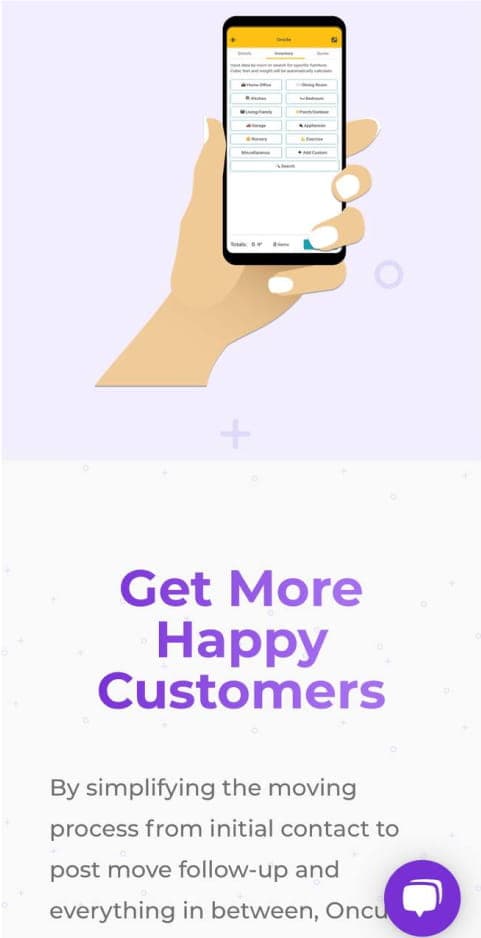 Onsite
Details Inventory Quote
Input data by room or search for specific furniture.
Cubic feet and weight will be automatically calculated.
Home Office Dining Room
Kitchen Bedroom
Living/Family Porch/Outdoor
Garage Appliances
Nursery Exercise
Miscellaneous + Add Custom
Search
Totals: 0 ft³ 0 items
Get More
Happy
Customers
By simplifying the moving
process from initial contact to
post move follow-up and
everything in between, Oncu